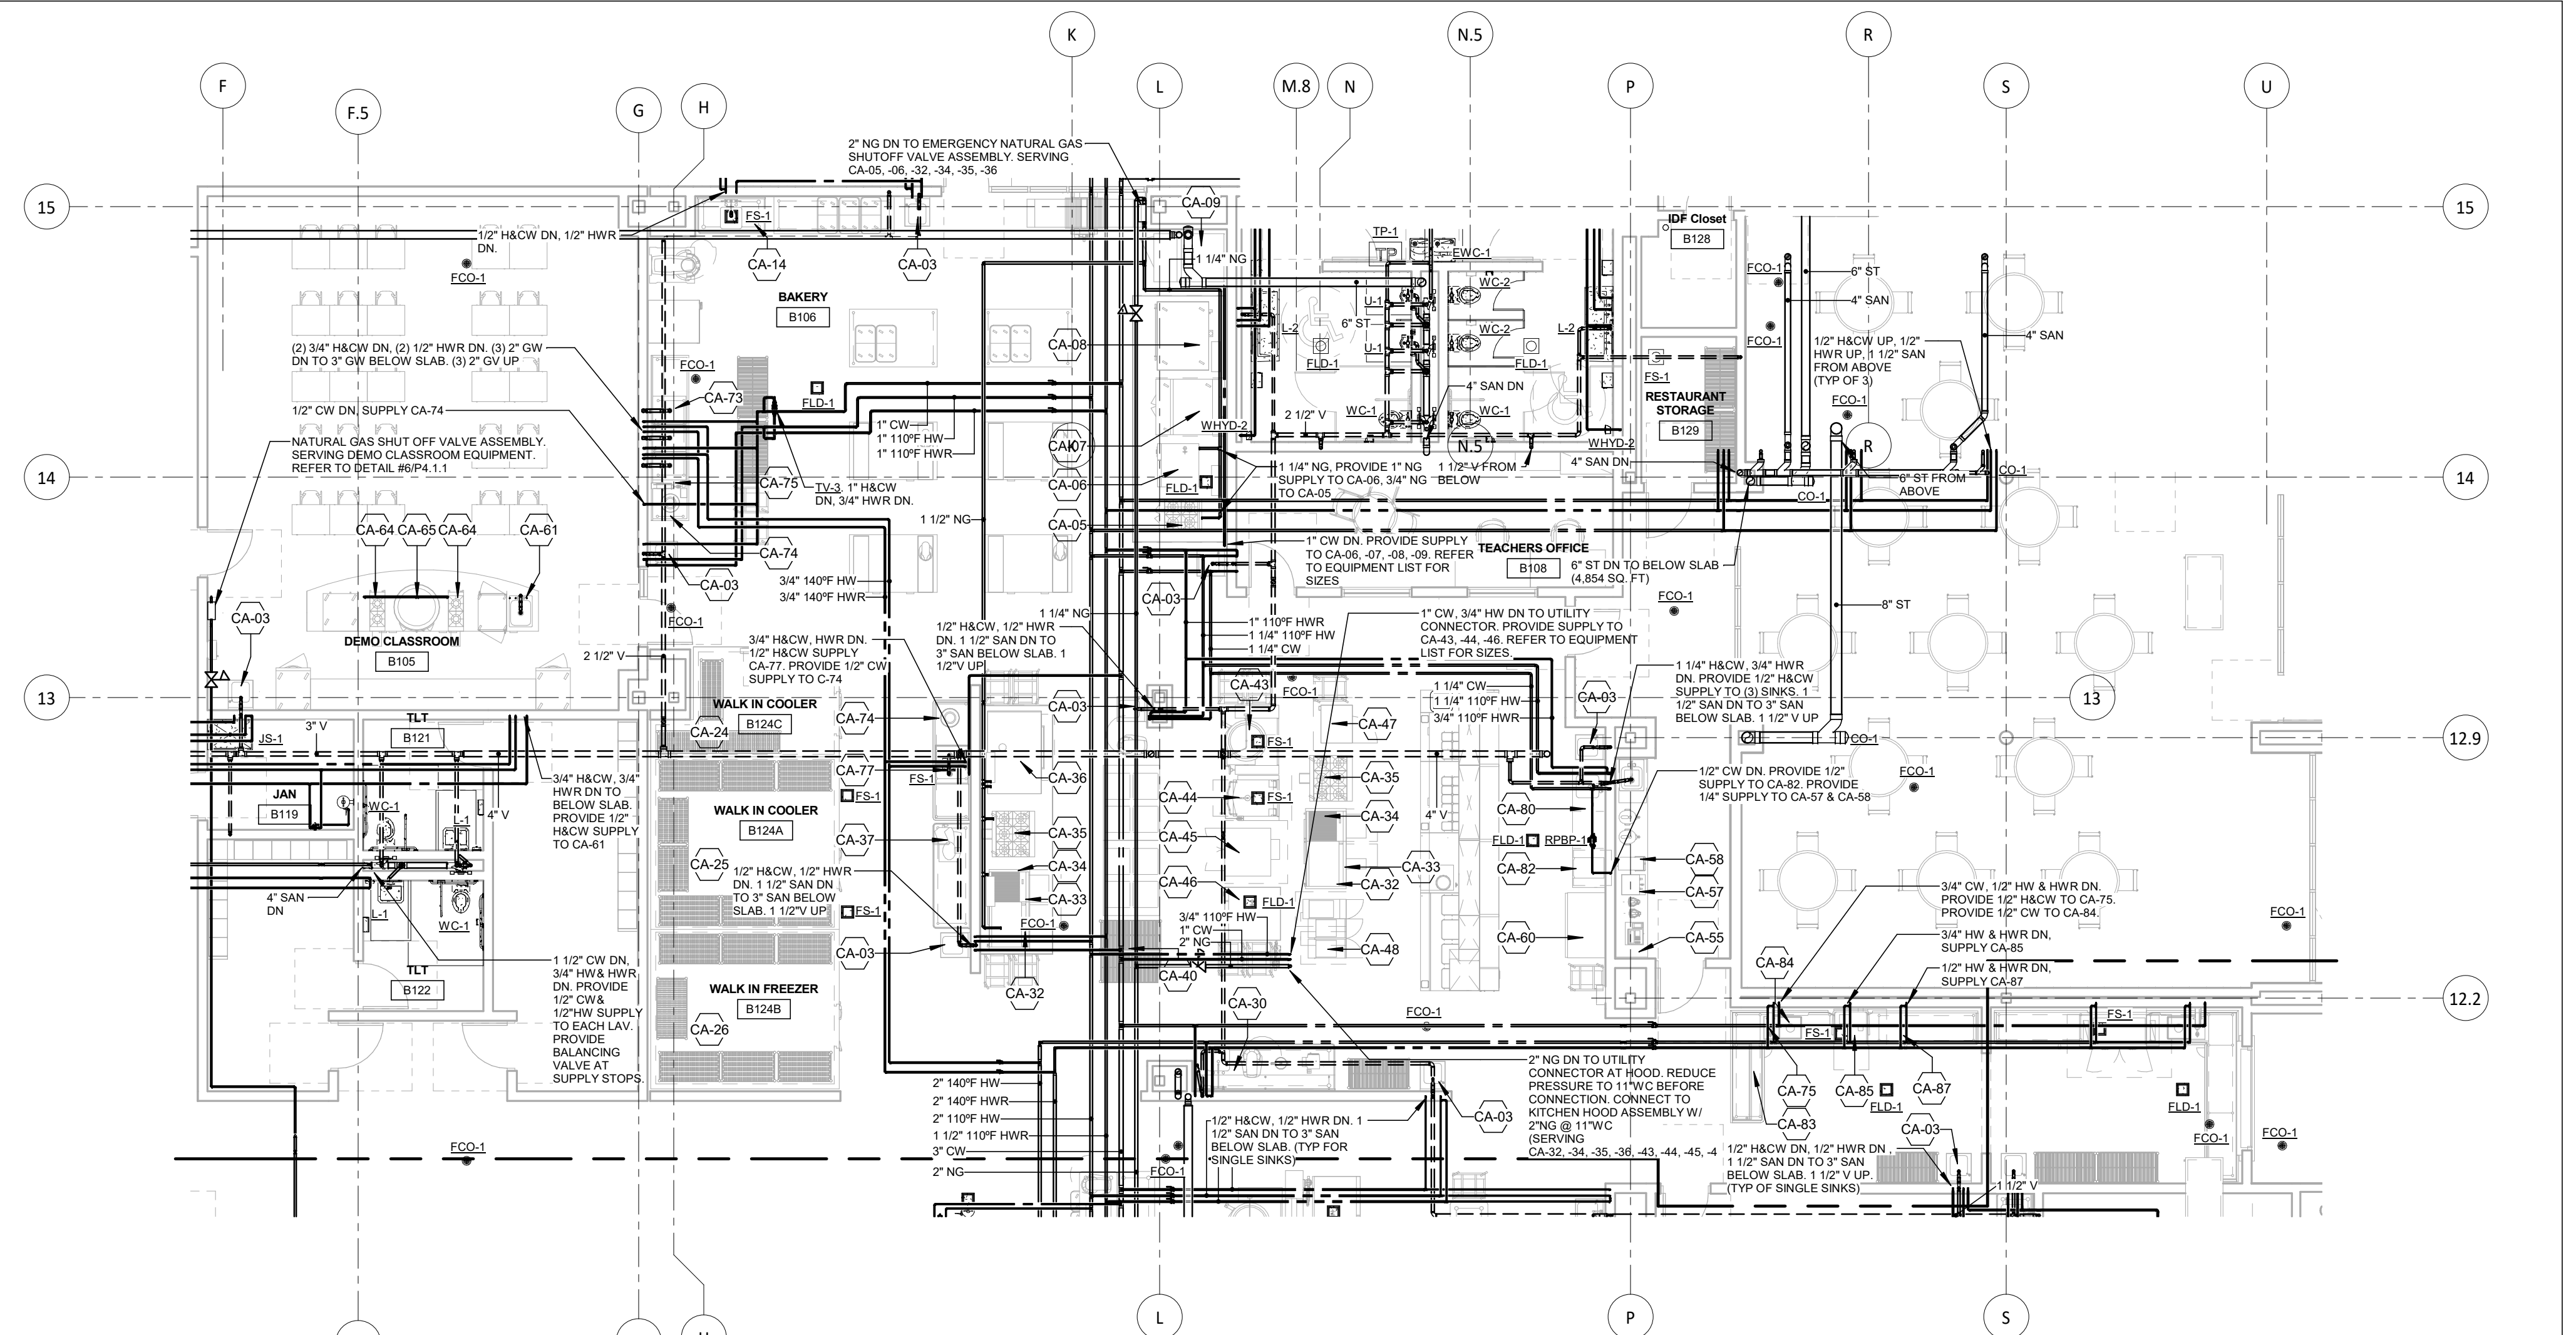 K
N.5
R
F
L
M.8
N
P
S
U
F.5
G
H
2" NG DN TO EMERGENCY NATURAL GAS
SHUTOFF VALVE ASSEMBLY. SERVING
CA-05, -06, -32, -34, -35, -36
15
15
CA-09
FS-1
1/2" H&CW DN, 1/2" HWR
DN.
CA-14
CA-03
FCO-1
TP-1
TP
EWC-1
1 1/4" NG
IDF Closet
B128
FCO-1
6" ST
4" SAN
BAKERY
B106
WC-2
U-1
6" ST
L-2
WC-2
L-2
U-1
FLD-1
FLD-1
CA-08
FCO-1
4" SAN
1/2" H&CW UP, 1/2"
HWR UP, 1 1/2" SAN
FROM ABOVE
(TYP OF 3)
(2) 3/4" H&CW DN, (2) 1/2" HWR DN. (3) 2" GW
DN TO 3" GW BELOW SLAB. (3) 2" GV UP
FCO-1
CA-73
FLD-1
FS-1
RESTAURANT
STORAGE
B129
4" SAN DN
FCO-1
1/2" CW DN, SUPPLY CA-74
1" CW
1" 110ºF HW
1" 110ºF HWR
WC-1
WC-1
2 1/2" V
WHYD-2
WHYD-2
CA-07
K
N.5
R
NATURAL GAS SHUT OFF VALVE ASSEMBLY.
SERVING DEMO CLASSROOM EQUIPMENT.
REFER TO DETAIL #6/P4.1.1
14
14
CA-75
TV-3, 1" H&CW
DN, 3/4" HWR DN.
CA-06
FLD-1
1 1/4" NG, PROVIDE 1" NG
SUPPLY TO CA-06, 3/4" NG
TO CA-05
1 1/2" V FROM
BELOW
4" SAN DN
CO-1
CO-1
6" ST FROM
ABOVE
CA-64
CA-65
CA-64
CA-61
1 1/2" NG
CA-05
CA-74
CA-03
1" CW DN. PROVIDE SUPPLY
TO CA-06, -07, -08, -09. REFER
TO EQUIPMENT LIST FOR
SIZES
TEACHERS OFFICE
B108
6" ST DN TO BELOW SLAB
(4,854 SQ. FT)
3/4" 140ºF HW
3/4" 140ºF HWR
CA-03
FCO-1
8" ST
CA-03
FCO-1
1 1/4" NG
DEMO CLASSROOM
B105
1" 110ºF HWR
1 1/4" 110ºF HW
1 1/4" CW
1" CW, 3/4" HW DN TO UTILITY
CONNECTOR. PROVIDE SUPPLY TO
CA-43, -44, -46. REFER TO EQUIPMENT
LIST FOR SIZES.
2 1/2" V
3/4" H&CW, HWR DN.
1/2" H&CW SUPPLY
CA-77. PROVIDE 1/2" CW
SUPPLY TO C-74
1/2" H&CW, 1/2" HWR
DN. 1 1/2" SAN DN TO
3" SAN BELOW SLAB. 1
1/2"V UP
1 1/4" H&CW, 3/4" HWR
DN. PROVIDE 1/2" H&CW
SUPPLY TO (3) SINKS. 1
1/2" SAN DN TO 3" SAN
BELOW SLAB. 1 1/2" V UP
13
13
13
CA-43
FCO-1
1 1/4" CW
1 1/4" 110ºF HW
3/4" 110ºF HWR
CA-03
WALK IN COOLER
B124C
CA-24
CA-74
CA-03
CA-47
TLT
B121
3" V
JS-1
FS-1
12.9
CO-1
CA-77
FS-1
CA-36
CA-35
FCO-1
1/2" CW DN. PROVIDE 1/2"
SUPPLY TO CA-82. PROVIDE
1/4" SUPPLY TO CA-57 & CA-58
3/4" H&CW, 3/4"
HWR DN TO
BELOW SLAB.
PROVIDE 1/2"
H&CW SUPPLY
TO CA-61
JAN
B119
WC-1
L-1
4" V
FS-1
CA-44
FS-1
CA-80
CA-34
4" V
WALK IN COOLER
B124A
CA-37
CA-35
CA-45
FLD-1
RPBP-1
CA-58
CA-25
CA-34
CA-33
CA-82
1/2" H&CW, 1/2" HWR
DN. 1 1/2" SAN DN
TO 3" SAN BELOW
SLAB. 1 1/2"V UP
FS-1
CA-33
CA-46
CA-32
CA-57
FLD-1
4" SAN
DN
L-1
WC-1
FCO-1
3/4" 110ºF HW
1" CW
2" NG
3/4" CW, 1/2" HW & HWR DN.
PROVIDE 1/2" H&CW TO CA-75.
PROVIDE 1/2" CW TO CA-84.
FCO-1
CA-60
CA-55
3/4" HW & HWR DN,
SUPPLY CA-85
CA-03
CA-48
1 1/2" CW DN,
3/4" HW& HWR
DN. PROVIDE
1/2" CW&
1/2"HW SUPPLY
TO EACH LAV.
PROVIDE
BALANCING
VALVE AT
SUPPLY STOPS.
TLT
B122
CA-84
CA-40
1/2" HW & HWR DN,
SUPPLY CA-87
WALK IN FREEZER
B124B
CA-32
CA-30
12.2
FCO-1
FS-1
FS-1
CA-26
2" NG DN TO UTILITY
CONNECTOR AT HOOD. REDUCE
PRESSURE TO 11"WC BEFORE
CONNECTION. CONNECT TO
KITCHEN HOOD ASSEMBLY W/
2"NG @ 11"WC
(SERVING
CA-32, -34, -35, -36, -43, -44, -45, -4
2" 140ºF HW
2" 140ºF HWR
2" 110ºF HW
1 1/2" 110ºF HWR
3" CW
2" NG
CA-75
CA-85
CA-87
CA-83
FLD-1
FLD-1
CA-03
CA-03
1/2" H&CW, 1/2" HWR DN. 1
1/2" SAN DN TO 3" SAN
BELOW SLAB. (TYP FOR
SINGLE SINKS)
FCO-1
FCO-1
FCO-1
FCO-1
1/2" H&CW DN, 1/2" HWR DN ,
1 1/2" SAN DN TO 3" SAN
BELOW SLAB. 1 1/2" V UP.
(TYP OF SINGLE SINKS)
1 1/2" V
L
P
S